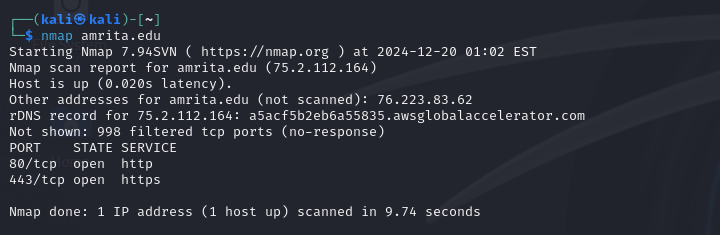 ┌──(kali㉿kali)-[~]
└─$ nmap amrita.edu
Starting Nmap 7.94SVN ( https://nmap.org ) at 2024-12-20 01:02 EST
Nmap scan report for amrita.edu (75.2.112.164)
Host is up (0.020s latency).
Other addresses for amrita.edu (not scanned): 76.223.83.62
rDNS record for 75.2.112.164: a5acf5b2eb6a55835.awsglobalaccelerator.com
Not shown: 998 filtered tcp ports (no-response)
PORT    STATE SERVICE
80/tcp  open  http
443/tcp open  https
Nmap done: 1 IP address (1 host up) scanned in 9.74 seconds